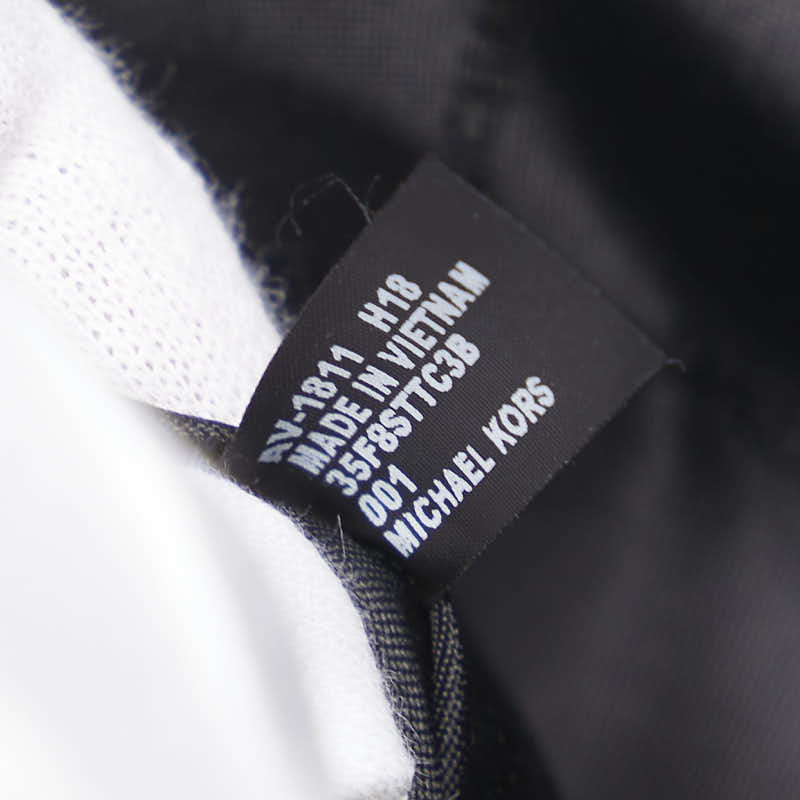 AV-1811 H18
MADE IN VIETNAM
35F8STTC3B
001
MICHAEL KORS